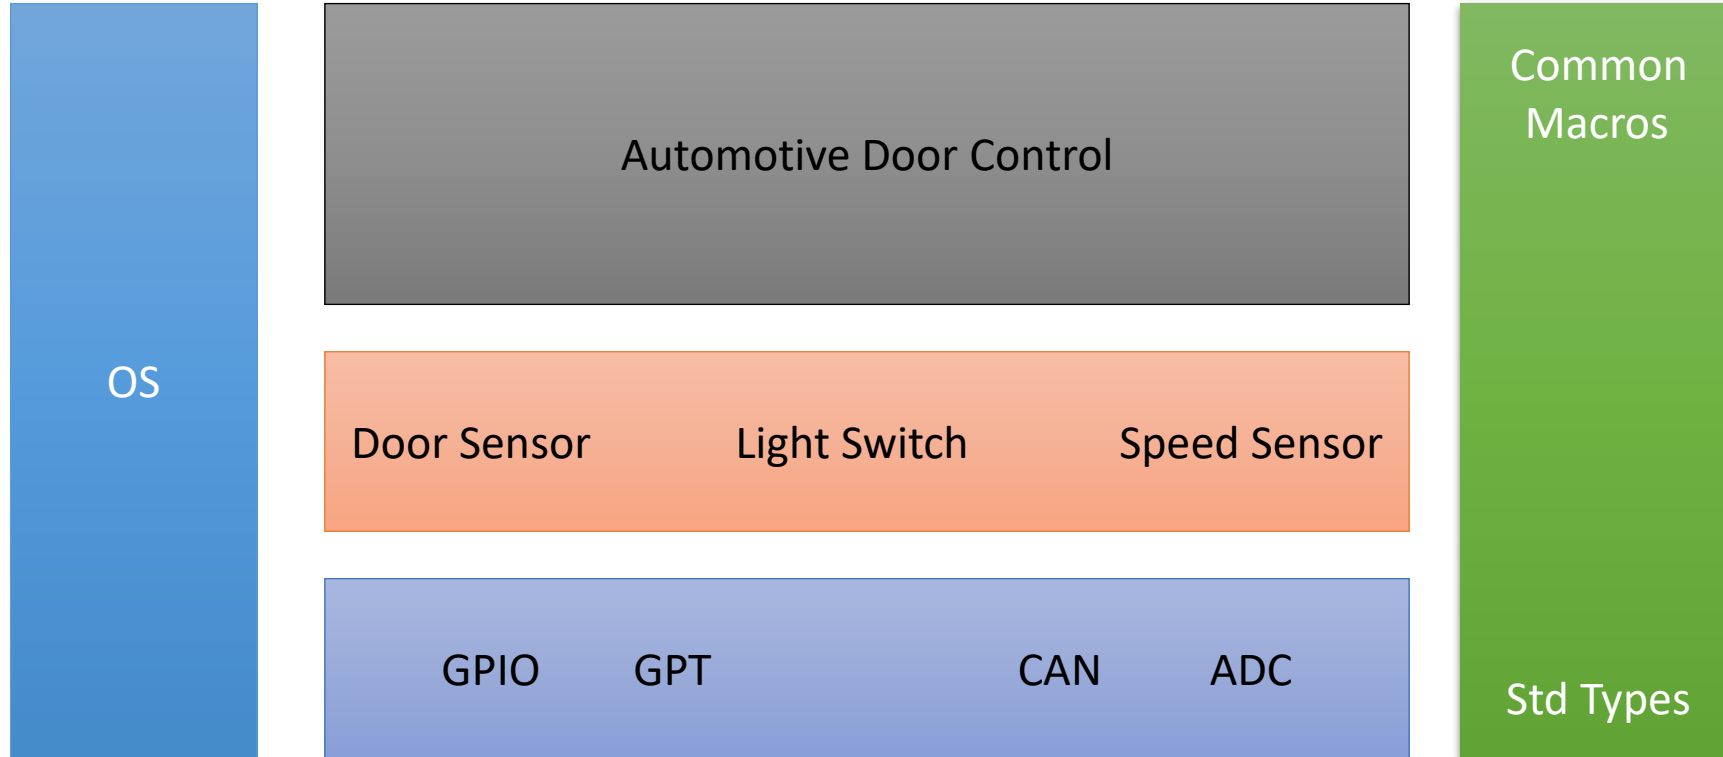 OS
Automotive Door Control
Door Sensor Light Switch Speed Sensor
GPIO GPT CAN ADC
Common
Macros
Std Types